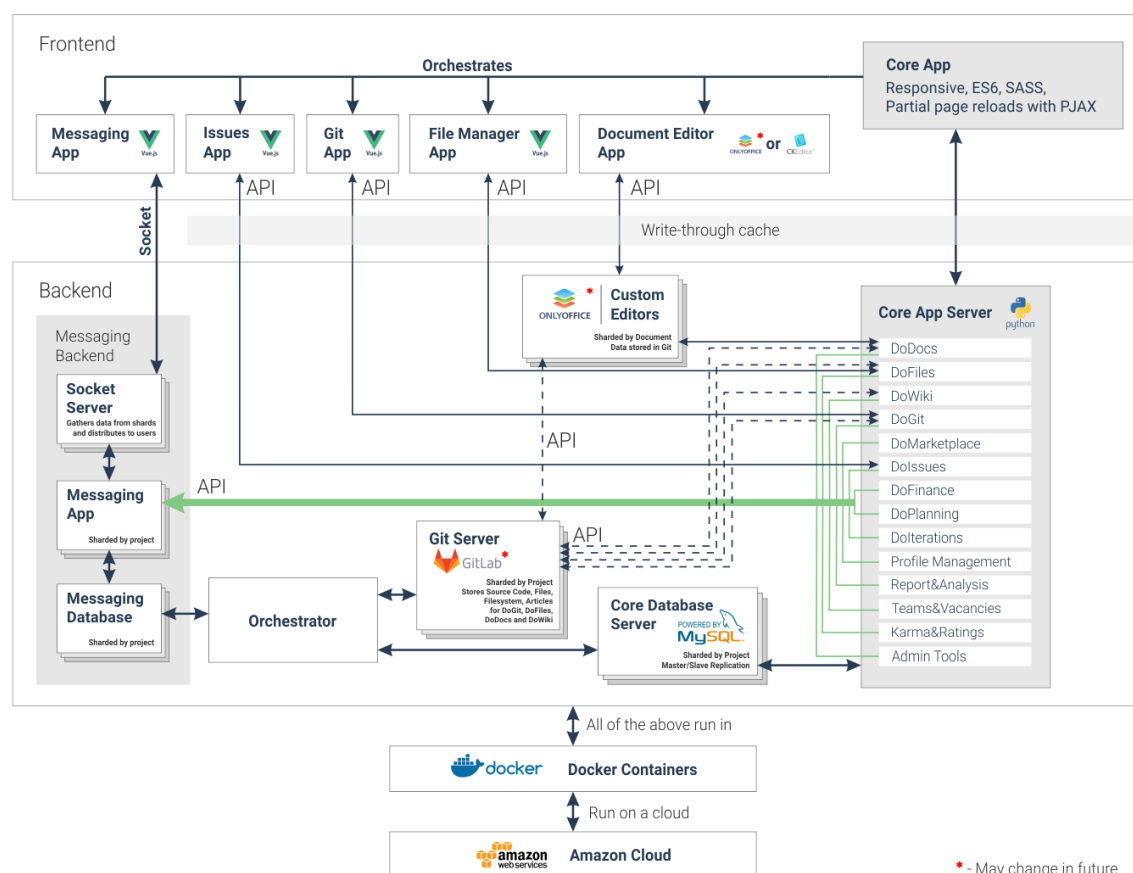 Frontend
Orchestrates
Core App
Responsive, ES6, SASS,
Partial page reloads with PJAX
Messaging
App
Vue.js
Issues
App
Vue.js
Git
App
Vue.js
File Manager
App
Vue.js
Document Editor
App
ONLYOFFICE
* or
CKEditor
API
API
API
API
Socket
Write-through cache
Backend
Messaging
Backend
Socket
Server
Gathers data from shards
and distributes to users
Messaging
App
Sharded by project
Messaging
Database
Sharded by project
ONLYOFFICE
*
Custom
Editors
Sharded by Document
Data stored in Git
API
API
API
Git Server
GitLab *
Sharded by Project
Stores Source Code, Files,
Filesystem, Articles
for DoGit, DoFiles,
DoDocs and DoWiki
Orchestrator
Core Database
Server
POWERED BY
MySQL
Sharded by Project
Master/Slave Replication
Core App Server
python
DoDocs
DoFiles
DoWiki
DoGit
DoMarketplace
DoIssues
DoFinance
DoPlanning
DoIterations
Profile Management
Report&Analysis
Teams&Vacancies
Karma&Ratings
Admin Tools
All of the above run in
docker
Docker Containers
Run on a cloud
amazon
webservices
Amazon Cloud
* - May change in future